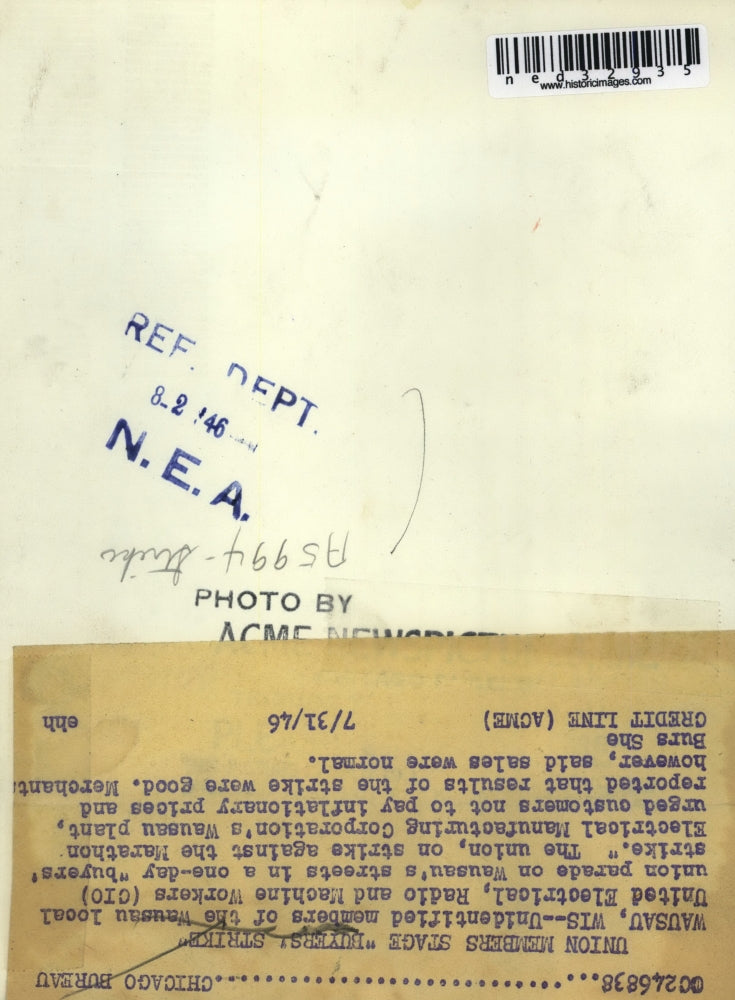 ned32935
www.historicimages.com
REF. DEPT.
8-2 '46
N. E. A.
A5994 - Strike
PHOTO BY
ACME NEWSPICTU
CC246838...................................CHICAGO BUREAU
UNION MEMBERS STAGE "BUYERS' STRIKE"
WAUSAU, WIS--Unidentified members of the Wausau local
United Electrical, Radio and Machine Workers (CIO)
union parade on Wausau's streets in a one-day "buyers'
strike." The union, on strike against the Marathon
Electrical Manufacturing Corporation's Wausau plant,
urged customers not to pay inflationary prices and
reported that results of the strike were good. Merchants
however, said sales were normal.
Burs She
CREDIT LINE (ACME) 7/31/46 ehh